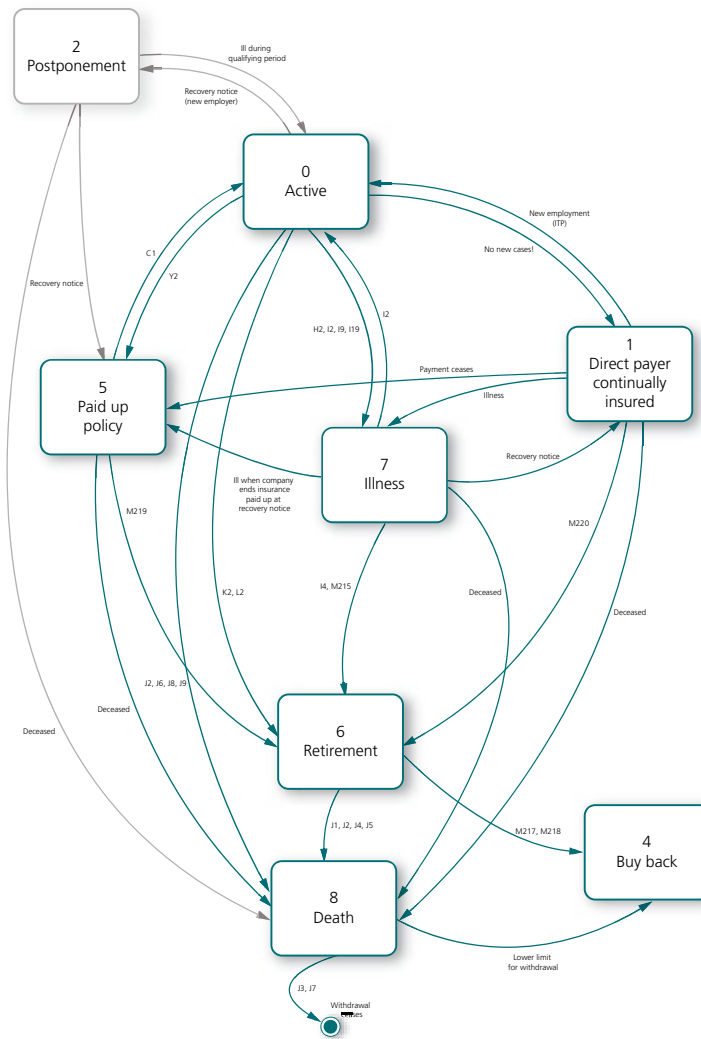 2
Postponement
Ill during
qualifying period
Recovery notice
(new employer)
0
Active
New employment
(ITP)
No new cases!
C1
Y2
Recovery notice
H2, I2, I9, I19
I2
1
Direct payer
continually
insured
Payment ceases
Illness
5
Paid up
policy
7
Illness
Recovery notice
Ill when company
ends insurance
paid up at
recovery notice
M219
M220
I4, M215
K2, L2
Deceased
Deceased
J2, J6, J8, J9
Deceased
Deceased
6
Retirement
J1, J2, J4, J5
M217, M218
4
Buy back
8
Death
Lower limit
for withdrawal
J3, J7
Withdrawal